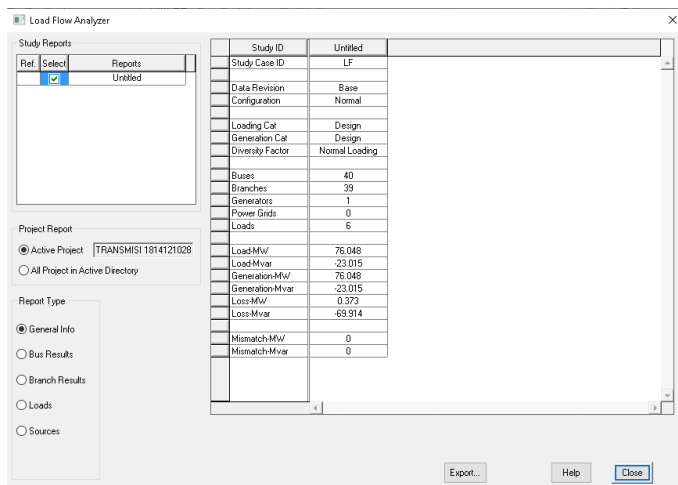 Load Flow Analyzer
Study Reports
Ref. Select Reports
Untitled
Project Report
Active Project TRANSMISI 1814121028
All Project in Active Directory
Report Type
General Info
Bus Results
Branch Results
Loads
Sources
Study ID Untitled
Study Case ID LF
Data Revision Base
Configuration Normal
Loading Cat Design
Generation Cat Design
Diversity Factor Normal Loading
Buses 40
Branches 39
Generators 1
Power Grids 0
Loads 6
Load-MW 76.048
Load-Mvar -23.015
Generation-MW 76.048
Generation-Mvar -23.015
Loss-MW 0.373
Loss-Mvar -69.914
Mismatch-MW 0
Mismatch-Mvar 0
Export... Help Close